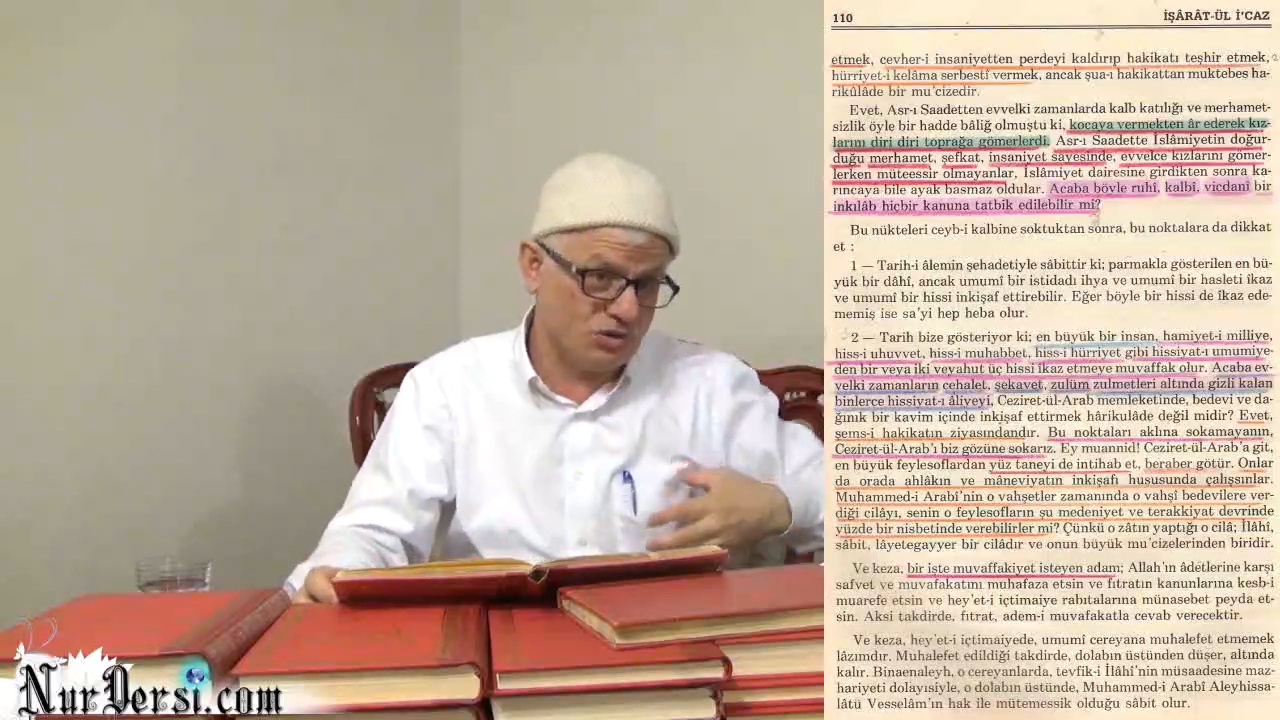 110 İŞÂRÂT-ÜL İ'CAZ
etmek, cevher-i insaniyetten perdeyi kaldırıp hakikatı teşhir etmek,
hürriyet-i kelâma serbestî vermek, ancak şua-ı hakikattan muktebes ha-
rikûlâde bir mu'cizedir.
Evet, Asr-ı Saadetten evvelki zamanlarda kalb katılığı ve merhamet-
sizlik öyle bir hadde bâliğ olmuştu ki, kocaya vermekten âr ederek kız-
larını diri diri toprağa gömerlerdi. Asr-ı Saadette İslâmiyetin doğur-
duğu merhamet, şefkat, insaniyet sayesinde, evvelce kızlarını gömer-
lerken müteessir olmayanlar, İslâmiyet dairesine girdikten sonra ka-
rıncaya bile ayak basmaz oldular. Acaba böyle ruhî, kalbî, vicdanî bir
inkılâb hiçbir kanuna tatbik edilebilir mi?
Bu nükteleri ceyb-i kalbine soktuktan sonra, bu noktalara da dikkat
et :
1 — Tarih-i âlemin şehadetiyle sâbittir ki; parmakla gösterilen en bü-
yük bir dâhî, ancak umumî bir istidadı ihya ve umumî bir hasleti îkaz
ve umumî bir hissi inkişaf ettirebilir. Eğer böyle bir hissi de îkaz ede-
memiş ise sa'yi hep heba olur.
2 — Tarih bize gösteriyor ki; en büyük bir insan, hamiyet-i milliye,
hiss-i uhuvvet, hiss-i muhabbet, hiss-i hürriyet gibi hissiyat-ı umumiye-
den bir veya iki veyahut üç hissi îkaz etmeye muvaffak olur. Acaba ev-
velki zamanların cehalet, şekavet, zulüm zulmetleri altında gizli kalan
binlerce hissiyat-ı âliyeyi, Ceziret-ül-Arab memleketinde, bedevi ve da-
ğınık bir kavim içinde inkişaf ettirmek hârikulâde değil midir? Evet,
şems-i hakikatın ziyasındandır. Bu noktaları aklına sokamayanın,
Ceziret-ül-Arab'ı biz gözüne sokarız. Ey muannid! Ceziret-ül-Arab'a git,
en büyük feylesoflardan yüz taneyi de intihab et, beraber götür. Onlar
da orada ahlâkın ve mâneviyatın inkişafı hususunda çalışsınlar.
Muhammed-i Arabî'nin o vahşetler zamanında o vahşi bedevilere ver-
diği cilâyı, senin o feylesofların şu medeniyet ve terakkiyat devrinde
yüzde bir nisbetinde verebilirler mi? Çünkü o zâtın yaptığı o cilâ; İlâhî,
sâbit, lâyetegayyer bir cilâdır ve onun büyük mu'cizelerinden biridir.
Ve keza, bir işte muvaffakiyet isteyen adam; Allah'ın âdetlerine karşı
safvet ve muvafakatını muhafaza etsin ve fıtratın kanunlarına kesb-i
muarefe etsin ve hey'et-i içtimaiye rabıtalarına münasebet peyda et-
sin. Aksi takdirde, fıtrat, adem-i muvafakatla cevab verecektir.
Ve keza, hey'et-i içtimaiyede, umumî cereyana muhalefet etmemek
lâzımdır. Muhalefet edildiği takdirde, dolabın üstünden düşer, altında
kalır. Binaenaleyh, o cereyanlarda, tevfik-i İlâhî'nin müsaadesine maz-
hariyeti dolayısiyle, o dolabın üstünde, Muhammed-i Arabî Aleyhissa-
lâtü Vesselâm'ın hak ile mütemessik olduğu sâbit olur.
NurDersi.com